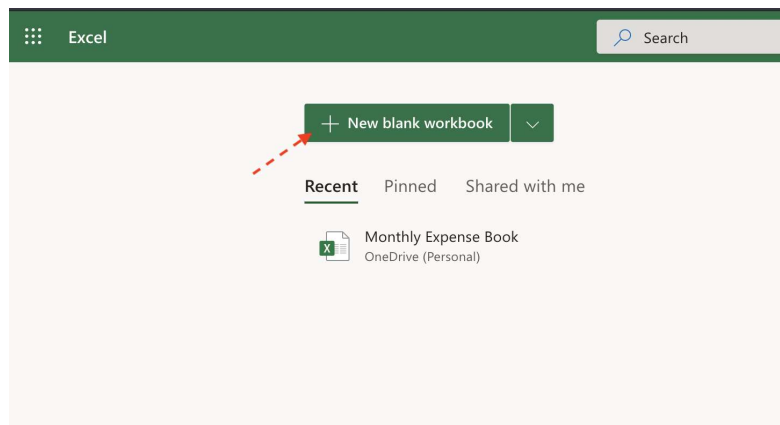 Excel
Search
New blank workbook
Recent Pinned Shared with me
Monthly Expense Book
OneDrive (Personal)